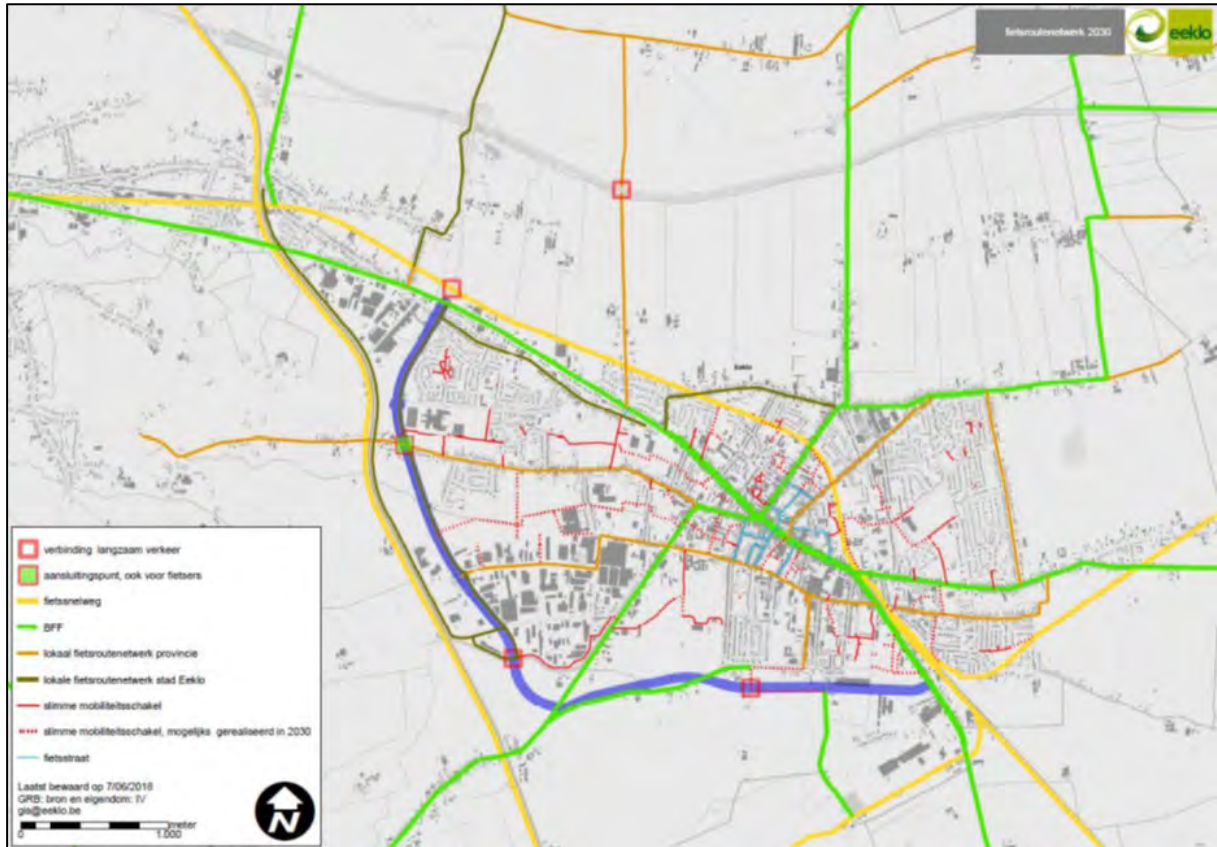 fietsroutenetwerk 2030
eeklo
Eeklo
verbinding langzaam verkeer
aansluitingspunt, ook voor fietsers
fietssnelweg
BFF
lokaal fietsroutenetwerk provincie
lokale fietsroutenetwerk stad Eeklo
slimme mobiliteitsschakel
slimme mobiliteitsschakel, mogelijks gerealiseerd in 2030
fietsstraat
Laatst bewaard op 7/06/2018
GRB: bron en eigendom: IV
gis@eeklo.be
meter
0 1.000
N